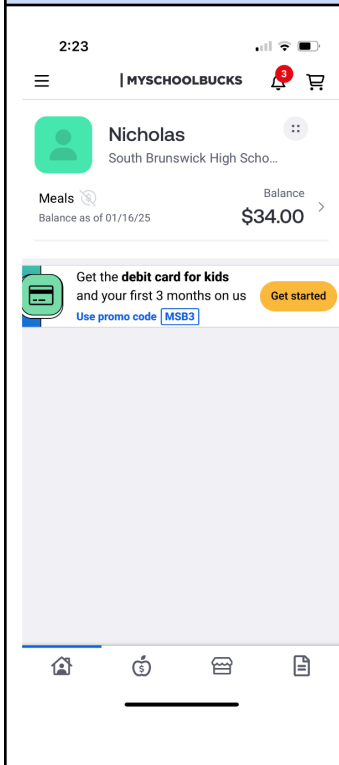 2:23
| MYSCHOOLBUCKS
3
Nicholas
South Brunswick High Scho...
Meals
Balance
Balance as of 01/16/25
$34.00
Get the debit card for kids
and your first 3 months on us
Get started
Use promo code MSB3